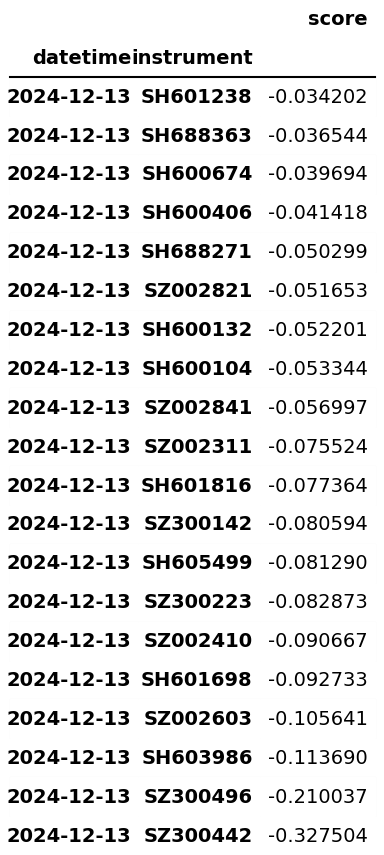 score
datetime instrument
2024-12-13 SH601238 -0.034202
2024-12-13 SH688363 -0.036544
2024-12-13 SH600674 -0.039694
2024-12-13 SH600406 -0.041418
2024-12-13 SH688271 -0.050299
2024-12-13 SZ002821 -0.051653
2024-12-13 SH600132 -0.052201
2024-12-13 SH600104 -0.053344
2024-12-13 SZ002841 -0.056997
2024-12-13 SZ002311 -0.075524
2024-12-13 SH601816 -0.077364
2024-12-13 SZ300142 -0.080594
2024-12-13 SH605499 -0.081290
2024-12-13 SZ300223 -0.082873
2024-12-13 SZ002410 -0.090667
2024-12-13 SH601698 -0.092733
2024-12-13 SZ002603 -0.105641
2024-12-13 SH603986 -0.113690
2024-12-13 SZ300496 -0.210037
2024-12-13 SZ300442 -0.327504